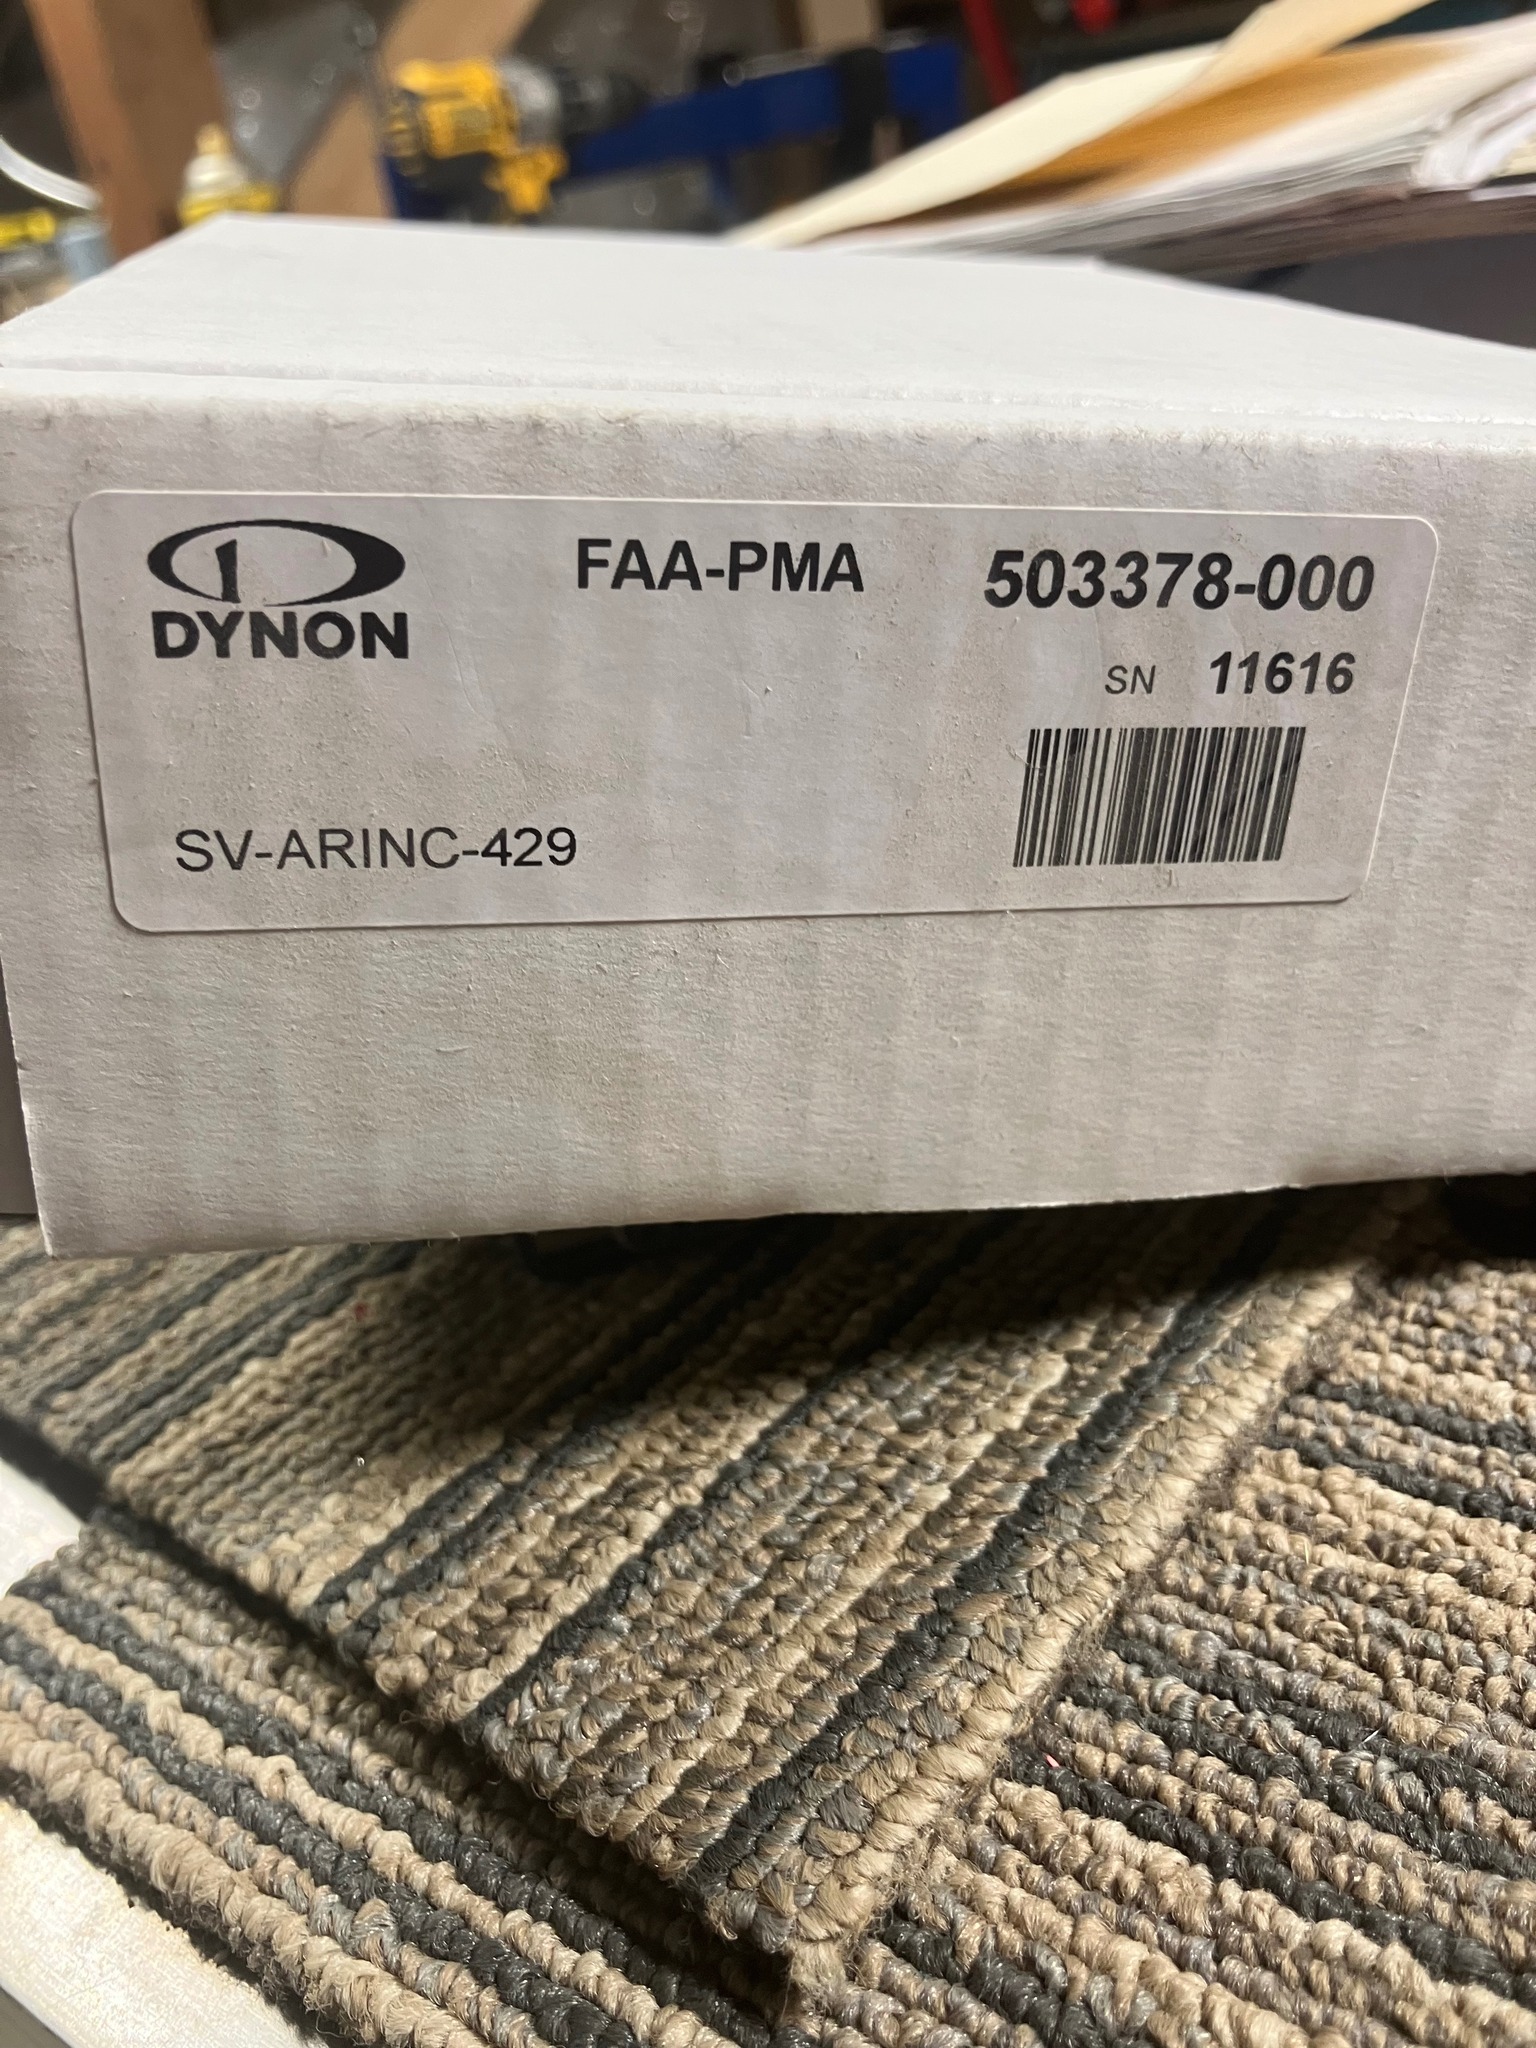 DYNON
FAA-PMA
503378-000
SN 11616
SV-ARINC-429